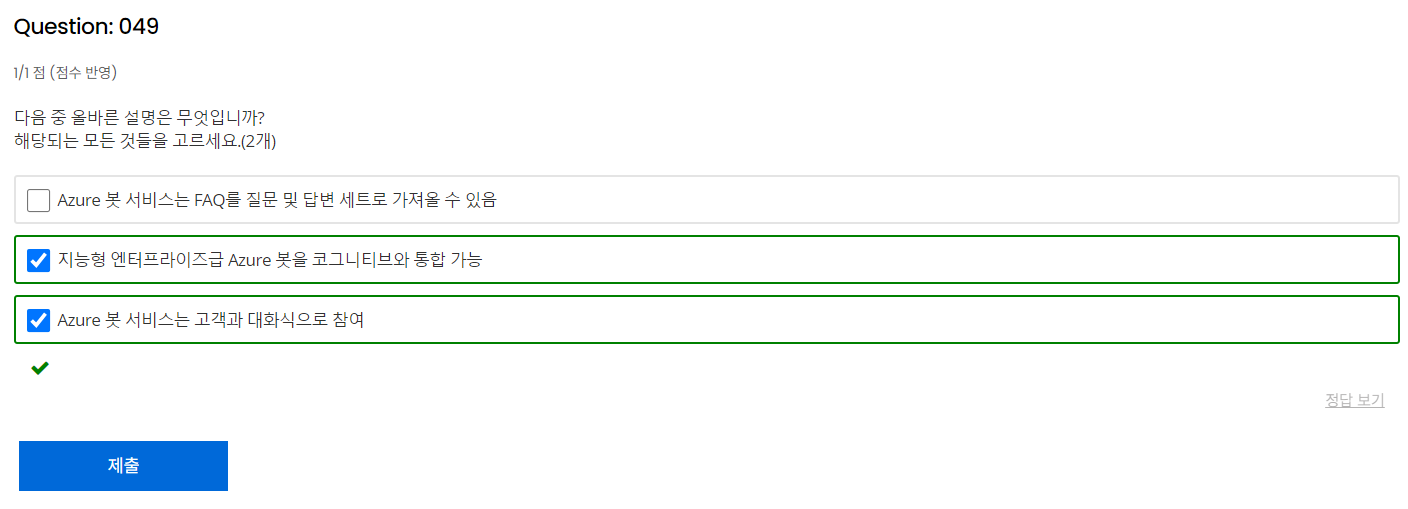 Question: 049
1/1 점 (점수 반영)
다음 중 올바른 설명은 무엇입니까?
해당되는 모든 것들을 고르세요.(2개)
Azure 봇 서비스는 FAQ를 질문 및 답변 세트로 가져올 수 있음
지능형 엔터프라이즈급 Azure 봇을 코그니티브와 통합 가능
Azure 봇 서비스는 고객과 대화식으로 참여
정답 보기
제출